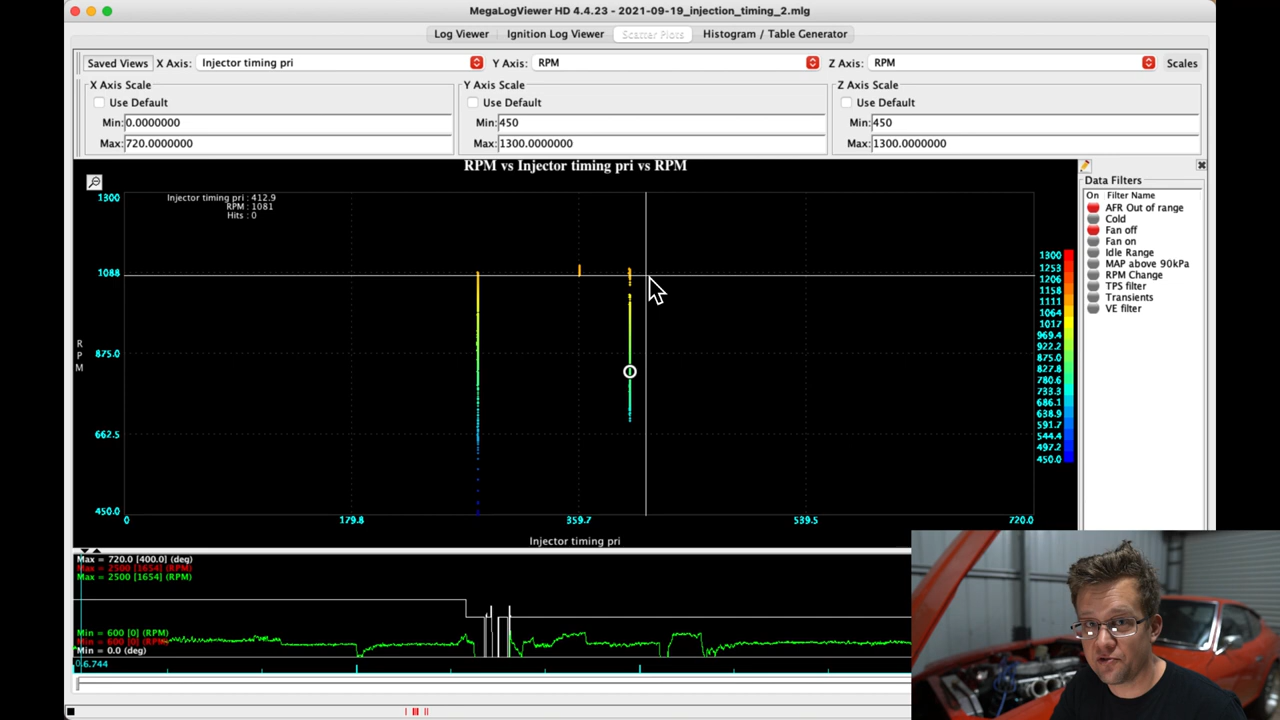 MegaLogViewer HD 4.4.23 - 2021-09-19_injection_timing_2.mlg
Log Viewer Ignition Log Viewer Scatter Plots Histogram / Table Generator
Saved Views X Axis: Injector timing pri Y Axis: RPM Z Axis: RPM Scales
X Axis Scale Y Axis Scale Z Axis Scale
Use Default Use Default Use Default
Min: 0.0000000 Min: 450 Min: 450
Max: 720.0000000 Max: 1300.0000000 Max: 1300.0000000
RPM vs Injector timing pri vs RPM
Injector timing pri : 412.9
RPM : 1081
Hits : 0
1300
1088
875.0
662.5
450.0
RPM
0 179.8 359.7 539.5 720.0
Injector timing pri
1300
1253
1206
1158
1111
1064
1017
969.4
922.2
875.0
827.8
780.6
733.3
686.1
638.9
591.7
544.4
497.2
450.0
Data Filters
On Filter Name
AFR Out of range
Cold
Fan off
Fan on
Idle Range
MAP above 90kPa
RPM Change
TPS filter
Transients
VE filter
Max = 720.0 [400.0] (deg)
Max = 2500 [1654] (RPM)
Max = 2500 [1654] (RPM)
Min = 600 [0] (RPM)
Min = 600 [0] (RPM)
Min = 0.0 (deg)
6.744